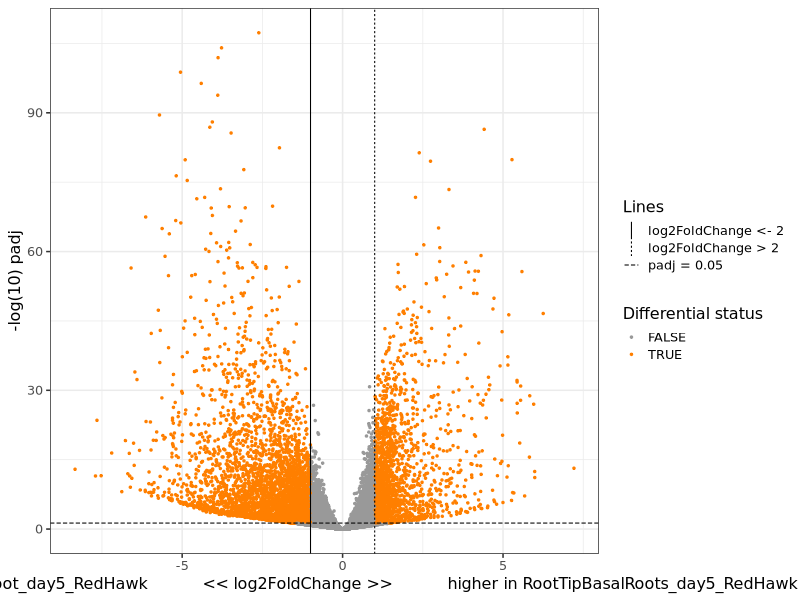 90
60
30
0
-log(10) padj
-5
0
5
oot_day5_RedHawk << log2FoldChange >> higher in RootTipBasalRoots_day5_RedHawk
Lines
log2FoldChange <- 2
log2FoldChange > 2
padj = 0.05
Differential status
FALSE
TRUE